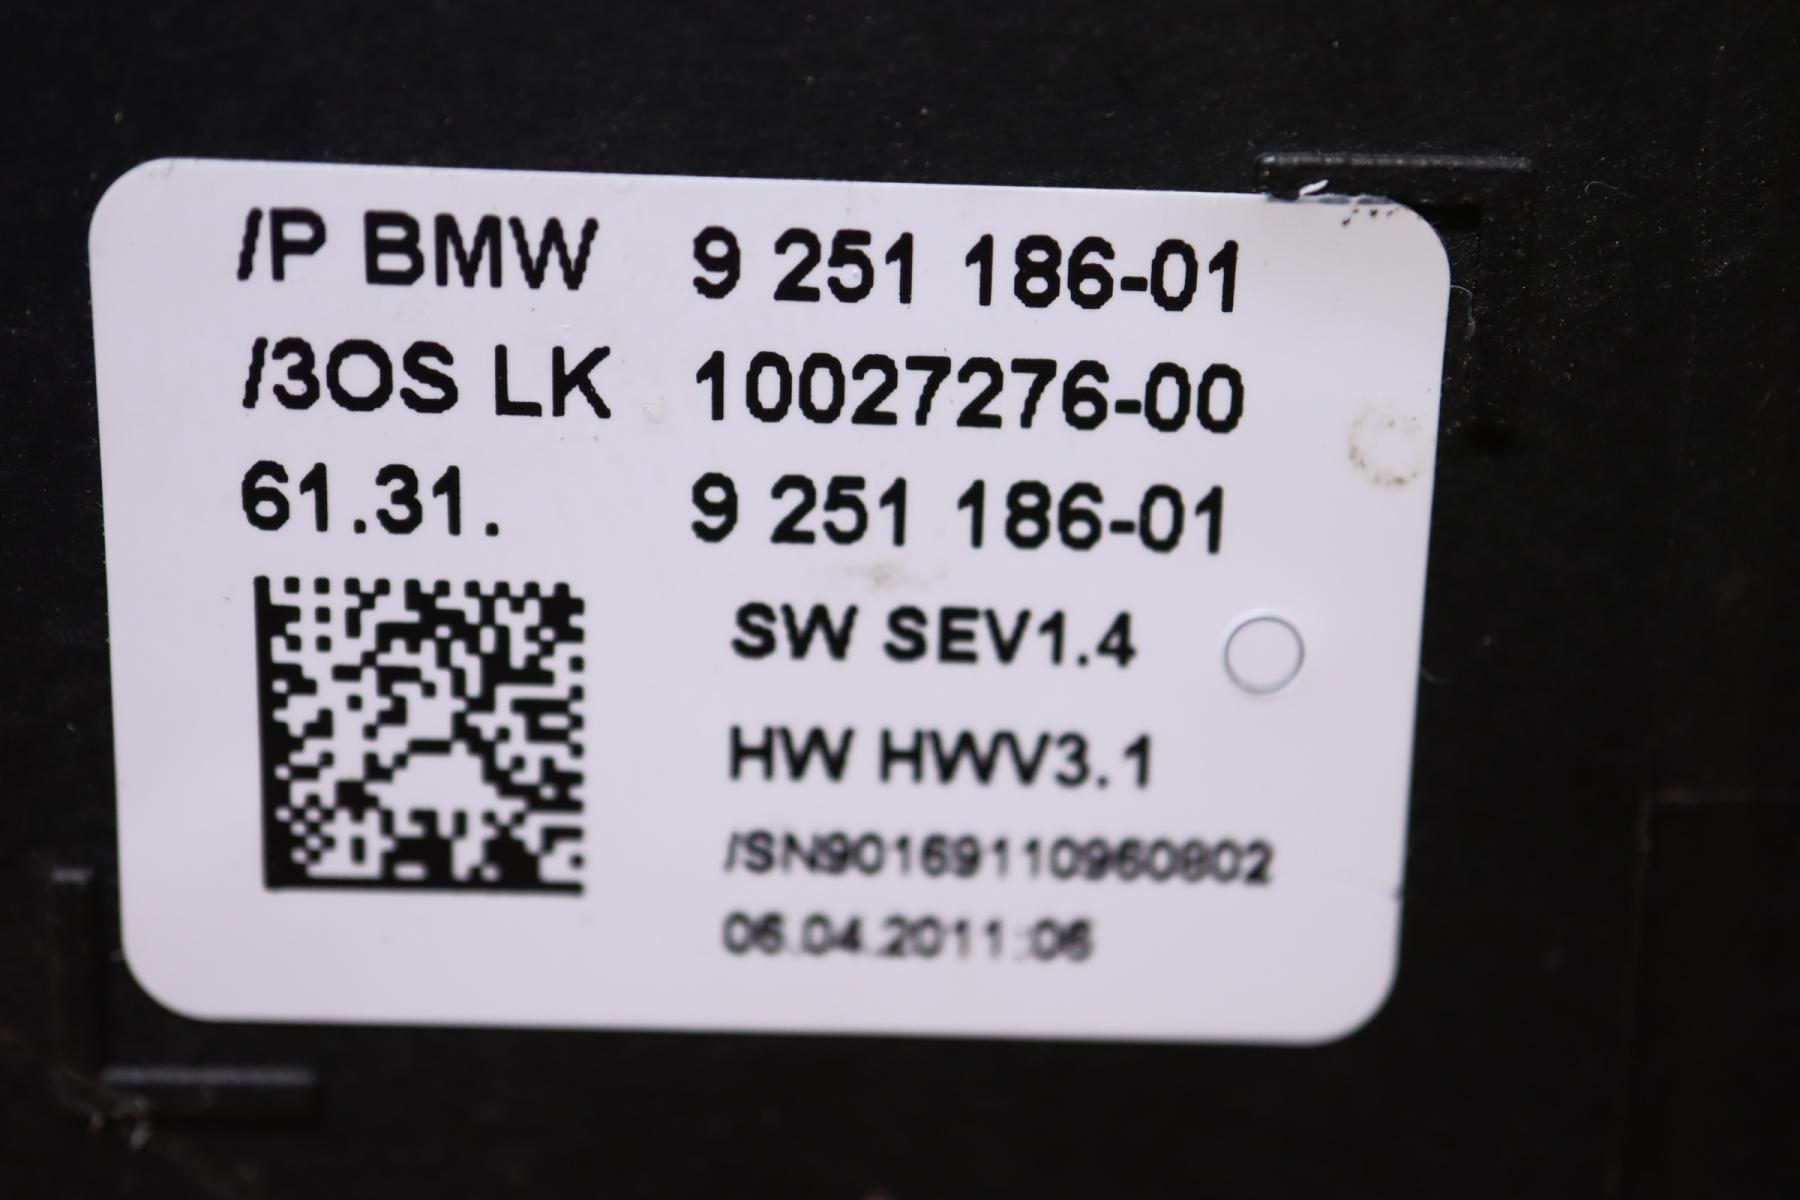 /P BMW 9 251 186-01
/3OS LK 10027276-00
61.31. 9 251 186-01
SW SEV1.4
HW HWV3.1
/SN90169110960802
06.04.2011:06